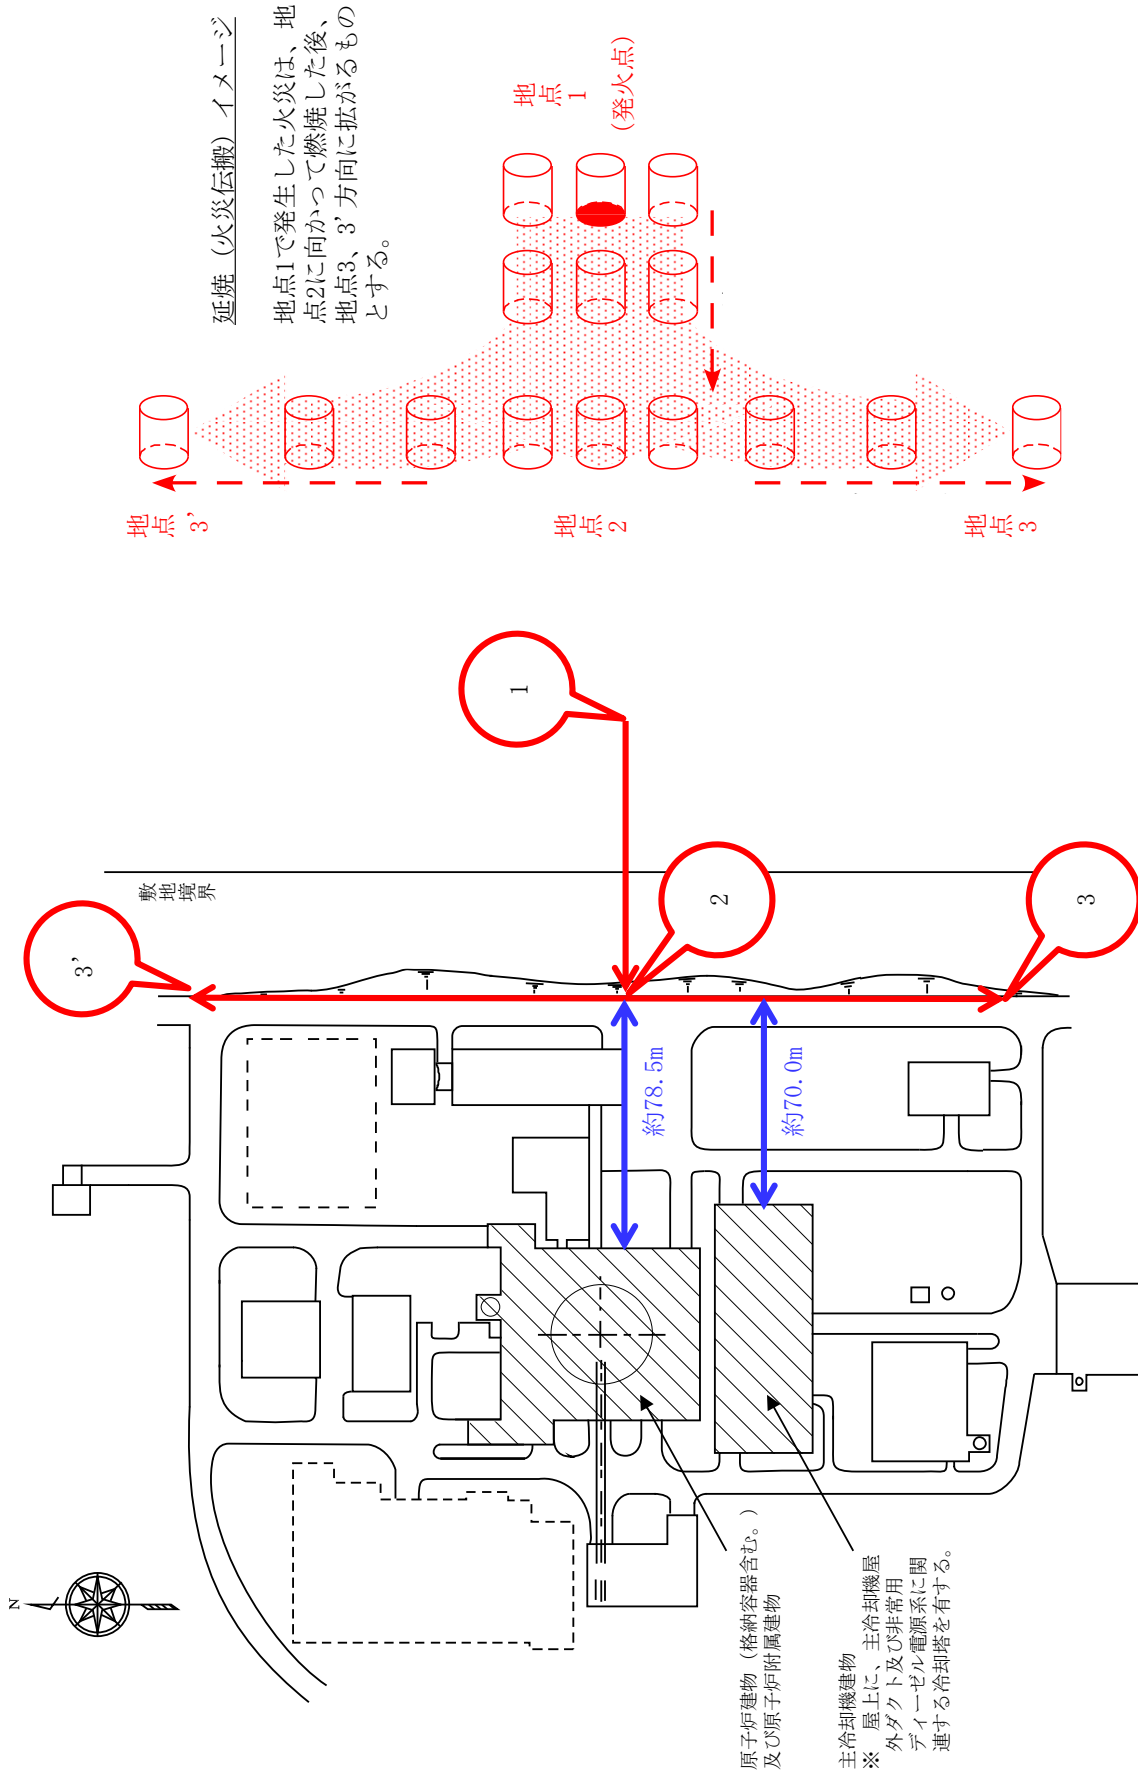 延焼（火災伝搬）イメージ
地点1で発生した火災は、地
点2に向かって燃焼した後、
地点3、3’方向に拡がるもの
とする。
地点
1
(発火点)
地点
3’
地点
2
地点
3
1
敷地境界
3’
2
3
約78.5m
約70.0m
N
原子炉建物（格納容器含む。）
及び原子炉附属建物
主冷却機建物
※　屋上に、主冷却機屋
外ダクト及び非常用
ディーゼル電源系に関
連する冷却塔を有する。